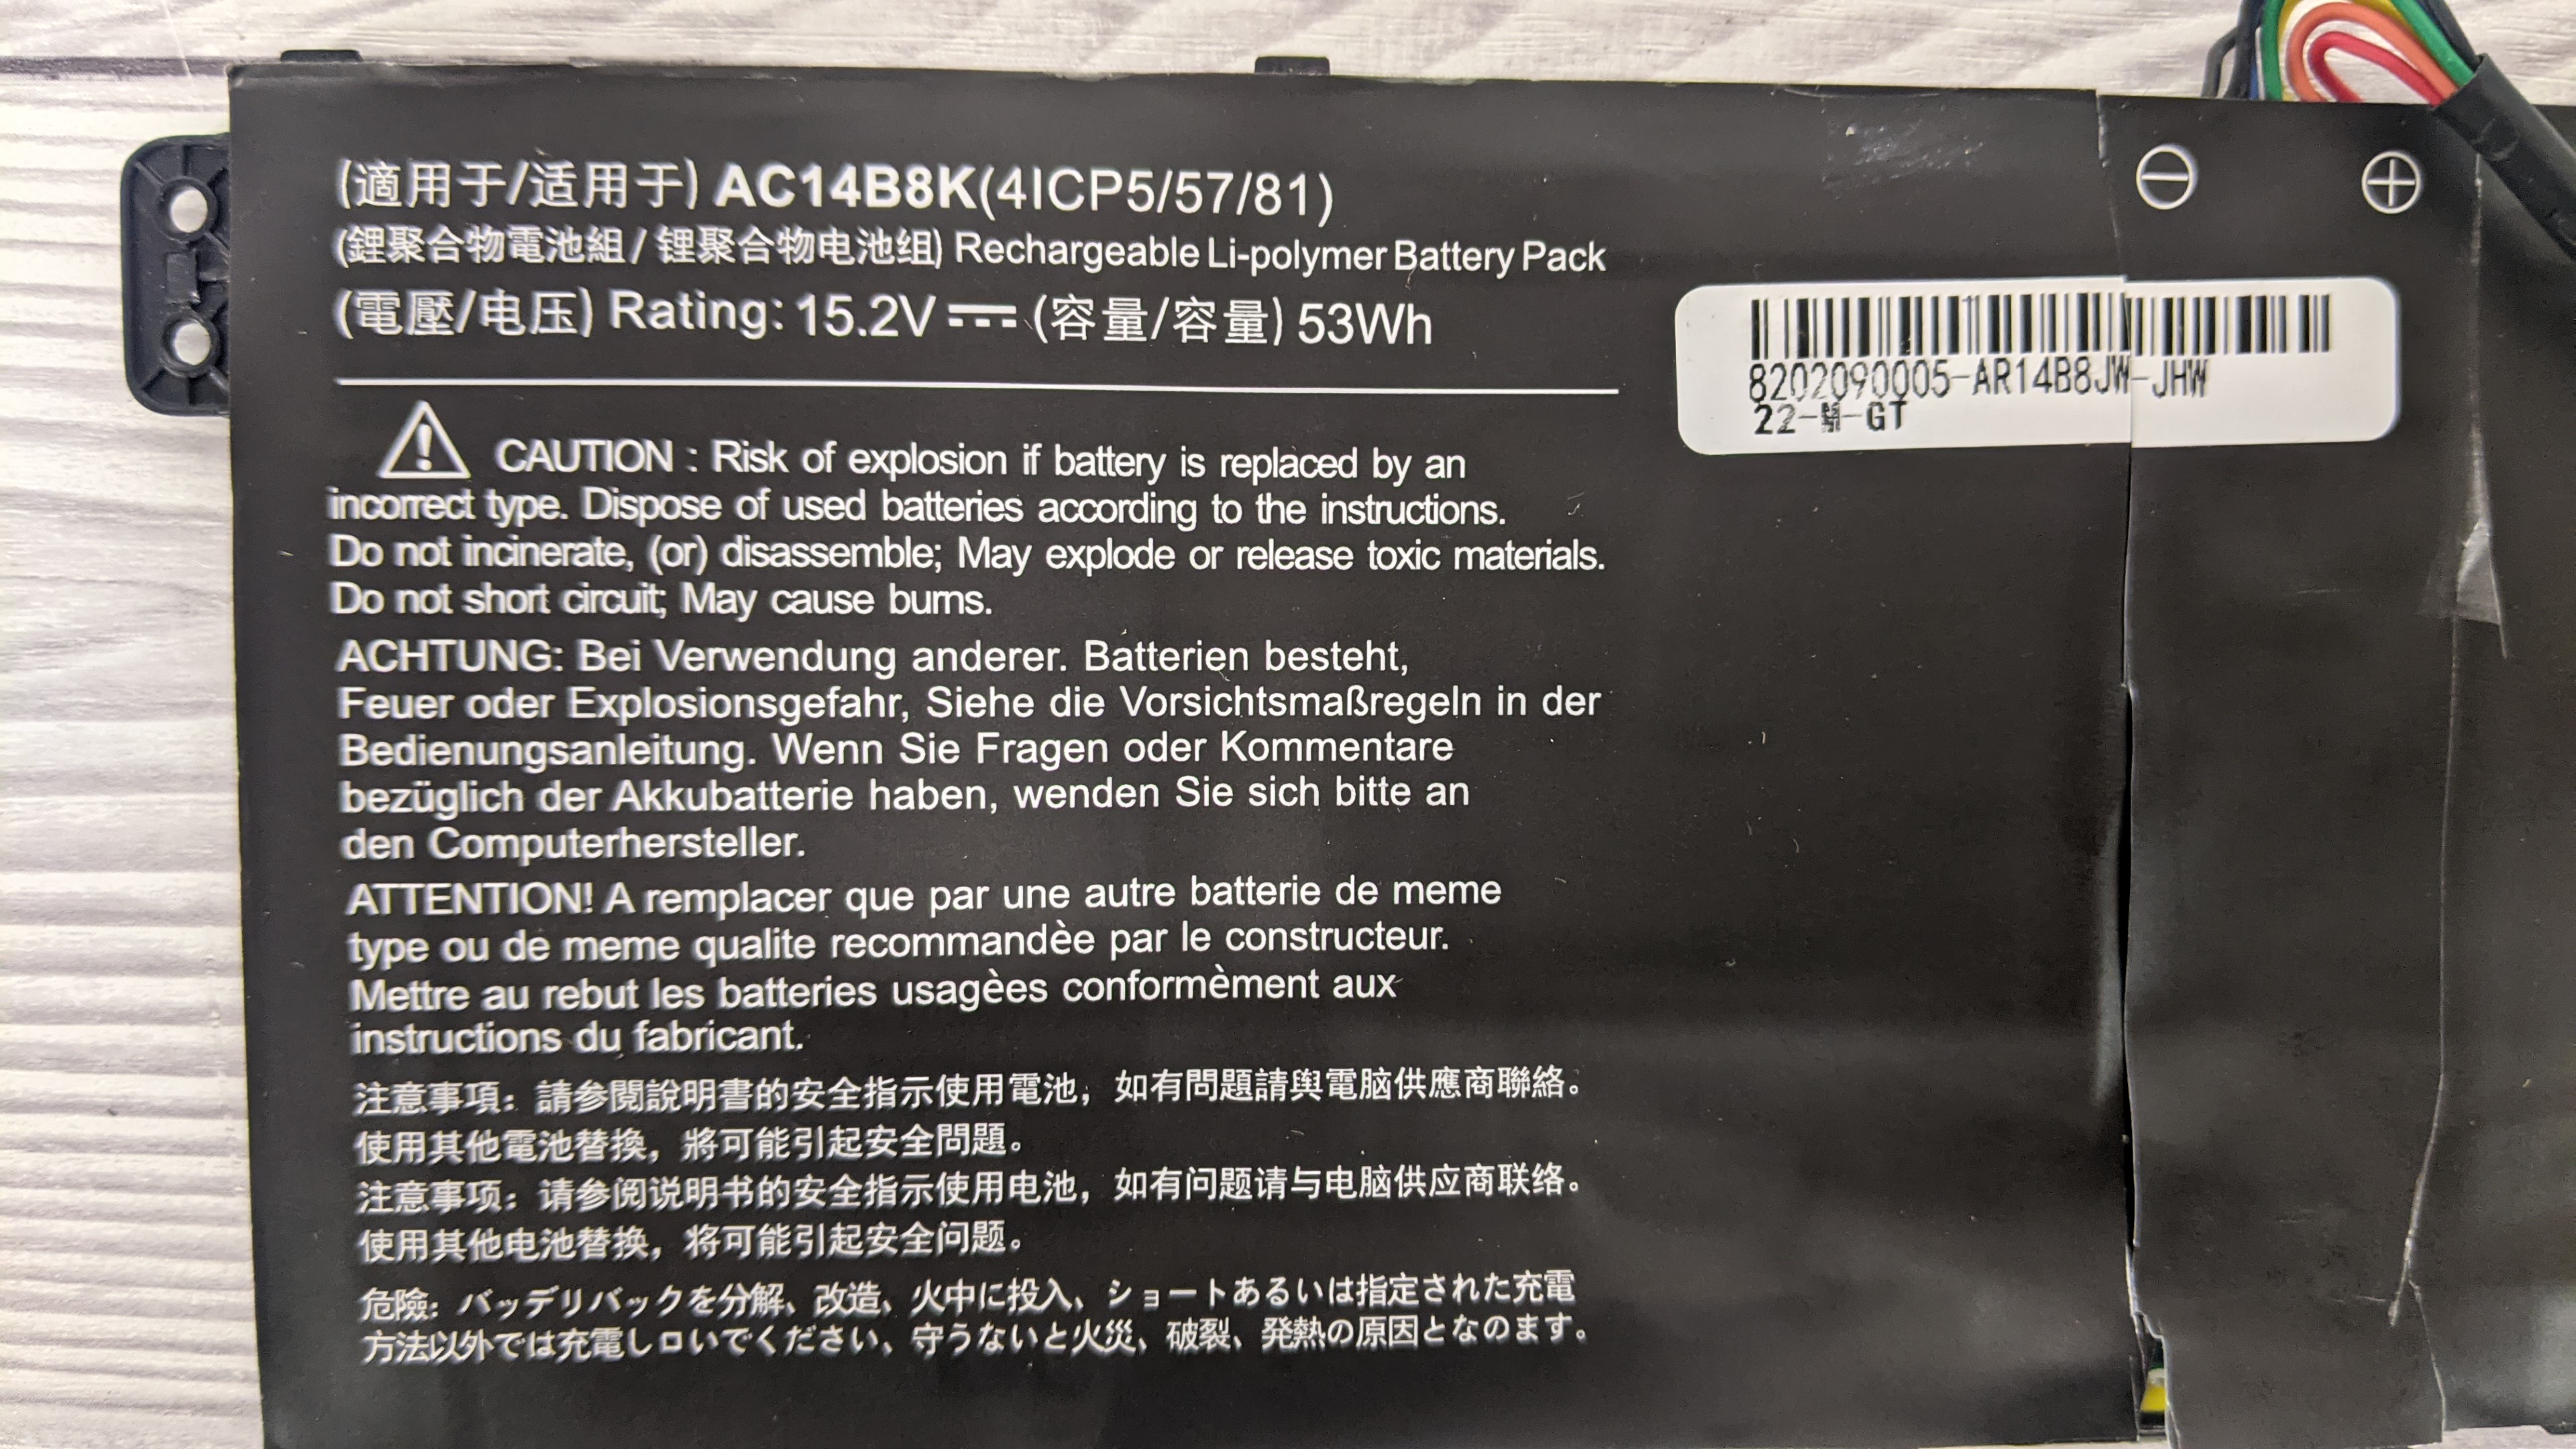 (適用于/适用于) AC14B8K(4ICP5/57/81)
(鋰聚合物電池組/锂聚合物电池组) Rechargeable Li-polymer Battery Pack
(電壓/电压) Rating: 15.2V (容量/容量) 53Wh
8202090005-AR14B8JW-JHW
22- -GT
CAUTION : Risk of explosion if battery is replaced by an
incorrect type. Dispose of used batteries according to the instructions.
Do not incinerate, (or) disassemble; May explode or release toxic materials.
Do not short circuit; May cause burns.
ACHTUNG: Bei Verwendung anderer. Batterien besteht,
Feuer oder Explosionsgefahr, Siehe die Vorsichtsmaßregeln in der
Bedienungsanleitung. Wenn Sie Fragen oder Kommentare
bezüglich der Akkubatterie haben, wenden Sie sich bitte an
den Computerhersteller.
ATTENTION! A remplacer que par une autre batterie de meme
type ou de meme qualite recommandèe par le constructeur.
Mettre au rebut les batteries usagèes conformèment aux
instructions du fabricant.
注意事項：請参閱説明書的安全指示使用電池，如有問題請與電脑供應商聯絡。
使用其他電池替換，將可能引起安全問題。
注意事项：请参阅说明书的安全指示使用电池，如有问题请与电脑供应商联络。
使用其他电池替换，将可能引起安全问题。
危險：バッデリバックを分解、改造、火中に投入、ショートあるいは指定された充電
方法以外では充電しロいでください、守うないと火災、破裂、発熱の原因となのます。